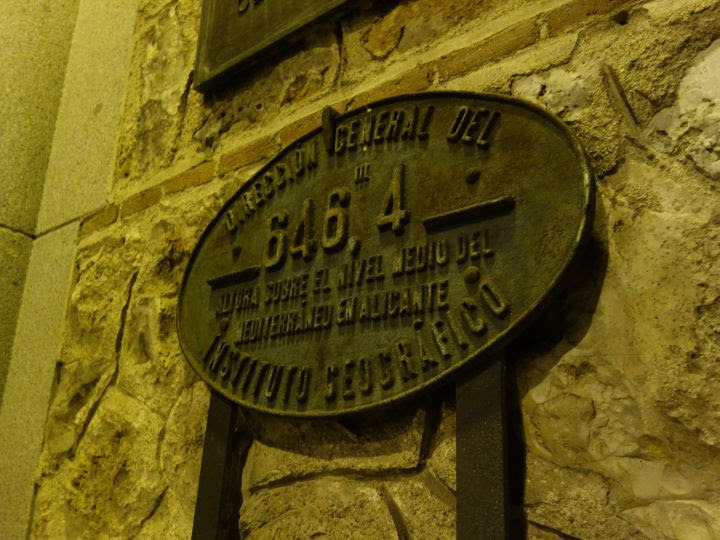 DIRECCIÓN GENERAL DEL
646,4 m
ALTURA SOBRE EL NIVEL MEDIO DEL
MEDITERRÁNEO EN ALICANTE
INSTITUTO GEOGRÁFICO